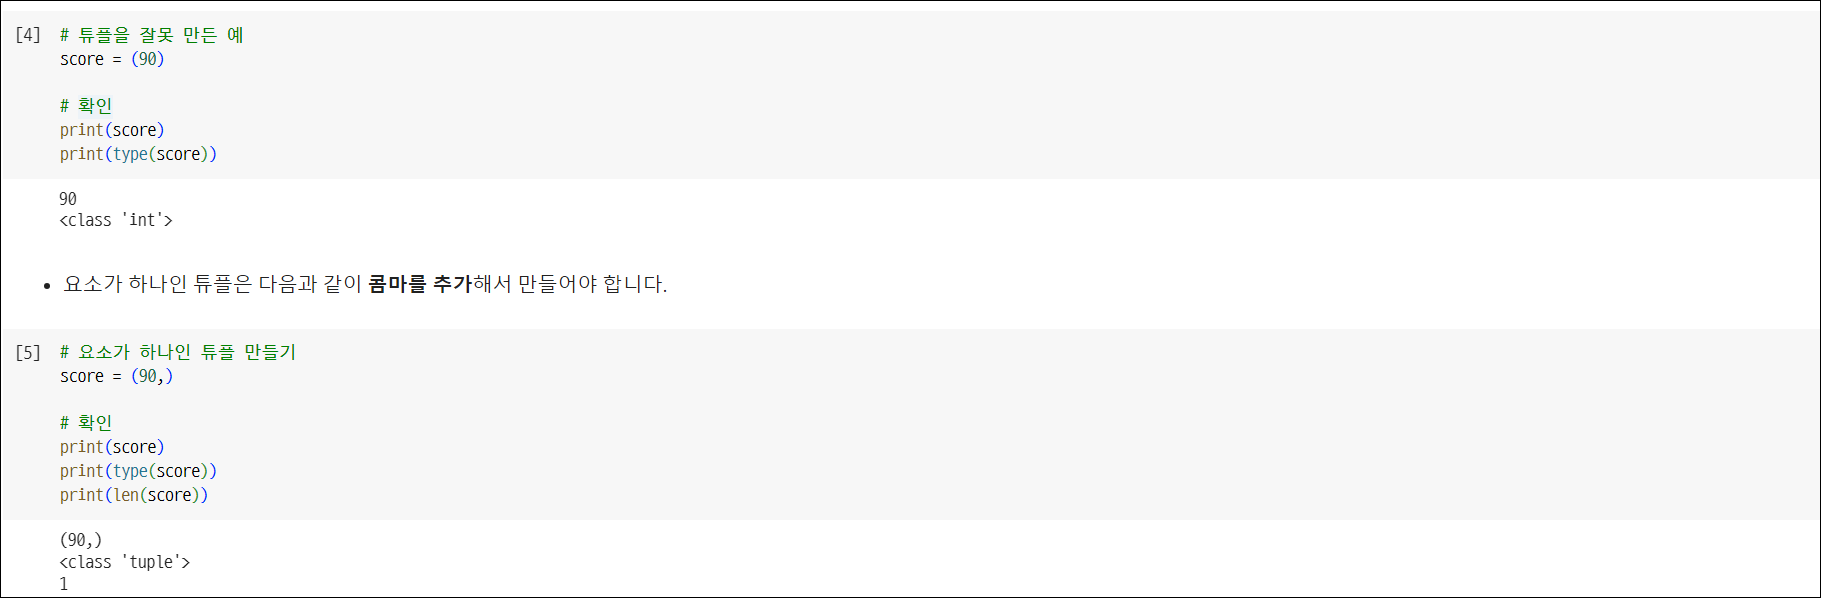 [4] # 튜플을 잘못 만든 예
score = (90)
# 확인
print(score)
print(type(score))
90
<class 'int'>
• 요소가 하나인 튜플은 다음과 같이 콤마를 추가해서 만들어야 합니다.
[5] # 요소가 하나인 튜플 만들기
score = (90,)
# 확인
print(score)
print(type(score))
print(len(score))
(90,)
<class 'tuple'>
1